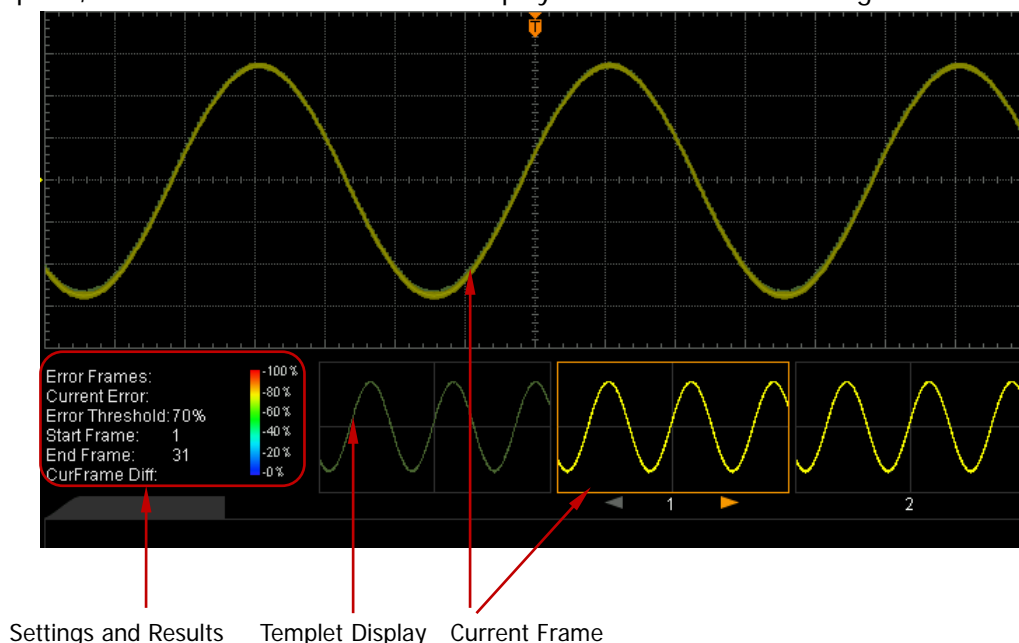 T
Error Frames:
Current Error:
Error Threshold: 70%
Start Frame: 1
End Frame: 31
CurFrame Diff:
-100%
-80%
-60%
-40%
-20%
-0%
1
2
Settings and Results
Templet Display
Current Frame